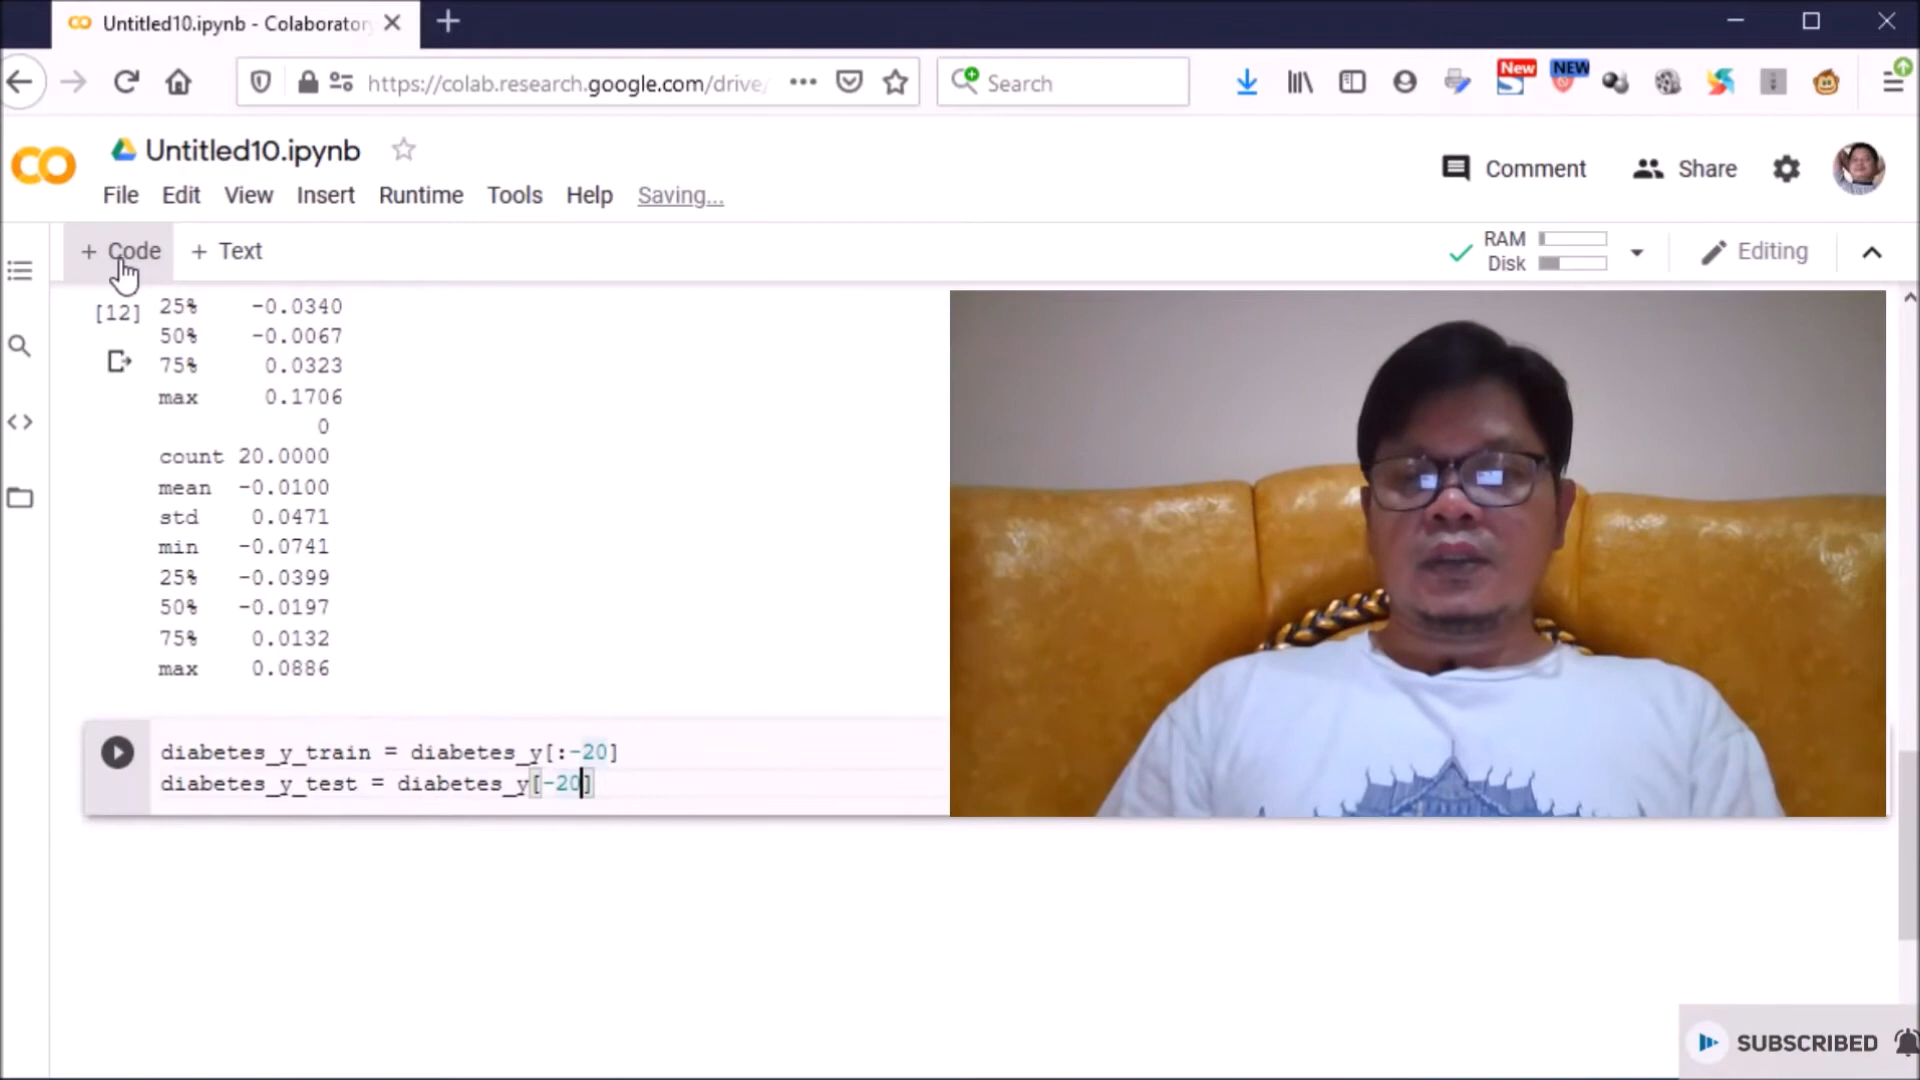 Untitled10.ipynb - Colaboratory
https://colab.research.google.com/drive/
Search
New
NEW
Untitled10.ipynb
Comment
Share
File Edit View Insert Runtime Tools Help Saving...
+ Code + Text
RAM
Disk
Editing
[12]
25% -0.0340
50% -0.0067
75% 0.0323
max 0.1706
0
count 20.0000
mean -0.0100
std 0.0471
min -0.0741
25% -0.0399
50% -0.0197
75% 0.0132
max 0.0886
diabetes_y_train = diabetes_y[:-20]
diabetes_y_test = diabetes_y[-20]
SUBSCRIBED